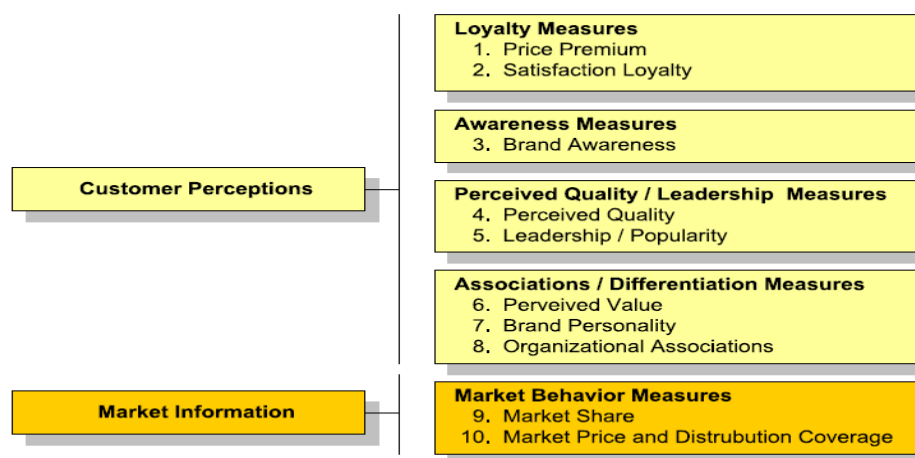 Loyalty Measures
1. Price Premium
2. Satisfaction Loyalty
Awareness Measures
3. Brand Awareness
Customer Perceptions
Perceived Quality / Leadership Measures
4. Perceived Quality
5. Leadership / Popularity
Associations / Differentiation Measures
6. Perveived Value
7. Brand Personality
8. Organizational Associations
Market Information
Market Behavior Measures
9. Market Share
10. Market Price and Distrubution Coverage